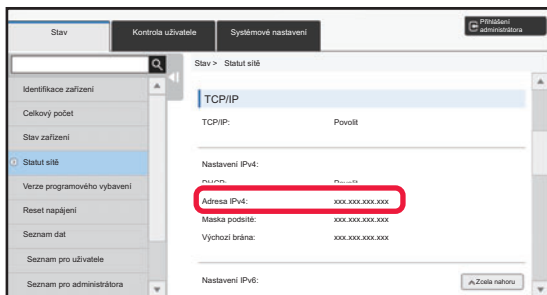 Stav
Kontrola uživatele
Systémové nastavení
Přihlášení
administrátora
Stav > Statut sítě
Identifikace zařízení
Celkový počet
Stav zařízení
Statut sítě
Verze programového vybavení
Reset napájení
Seznam dat
Seznam pro uživatele
Seznam pro administrátora
TCP/IP
TCP/IP: Povolit
Nastavení IPv4:
DHCP: Povolit
Adresa IPv4: xxx.xxx.xxx.xxx
Maska podsítě: xxx.xxx.xxx.xxx
Výchozí brána: xxx.xxx.xxx.xxx
Nastavení IPv6:
Zcela nahoru